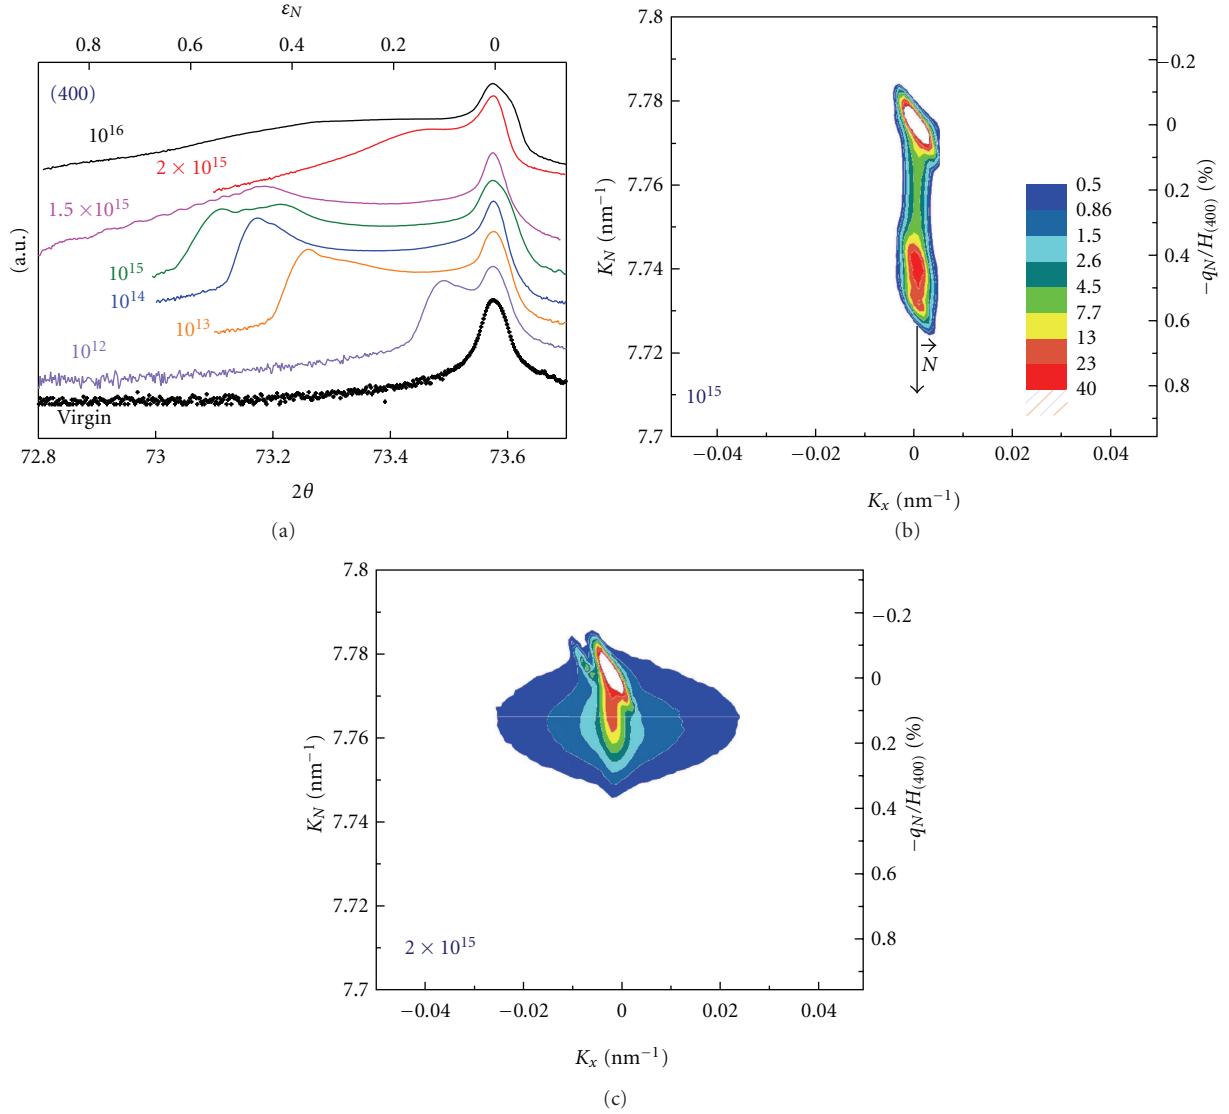 ε_N
0.8 0.6 0.4 0.2 0
(400)
10^16
2 × 10^15
1.5 ×10^15
10^15
10^14
10^13
10^12
Virgin
(a.u.)
72.8 73 73.2 73.4 73.6
2θ
(a)
7.8
7.78
7.76
7.74
7.72
7.7
K_N (nm^−1)
−0.2
0
0.2
0.4
0.6
0.8
−q_N/H_(400) (%)
0.5
0.86
1.5
2.6
4.5
7.7
13
23
40
N⃗
10^15
−0.04 −0.02 0 0.02 0.04
K_x (nm^−1)
(b)
7.8
7.78
7.76
7.74
7.72
7.7
K_N (nm^−1)
−0.2
0
0.2
0.4
0.6
0.8
−q_N/H_(400) (%)
2 × 10^15
−0.04 −0.02 0 0.02 0.04
K_x (nm^−1)
(c)